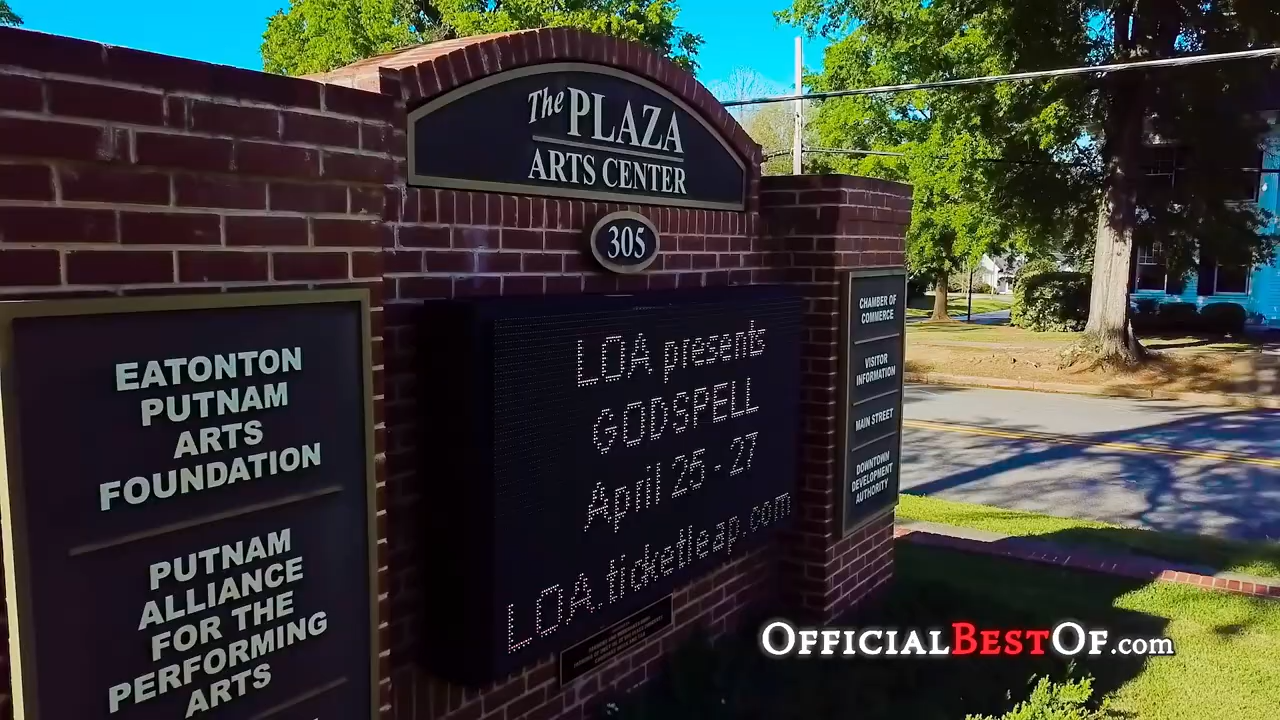 The PLAZA
ARTS CENTER
305
EATONTON
PUTNAM
ARTS
FOUNDATION
PUTNAM
ALLIANCE
FOR THE
PERFORMING
ARTS
LOA presents
GODSPELL
April 25 - 27
LOA.ticketleap.com
CHAMBER OF
COMMERCE
VISITOR
INFORMATION
MAIN STREET
DOWNTOWN
DEVELOPMENT
AUTHORITY
OFFICIALBESTOF.com